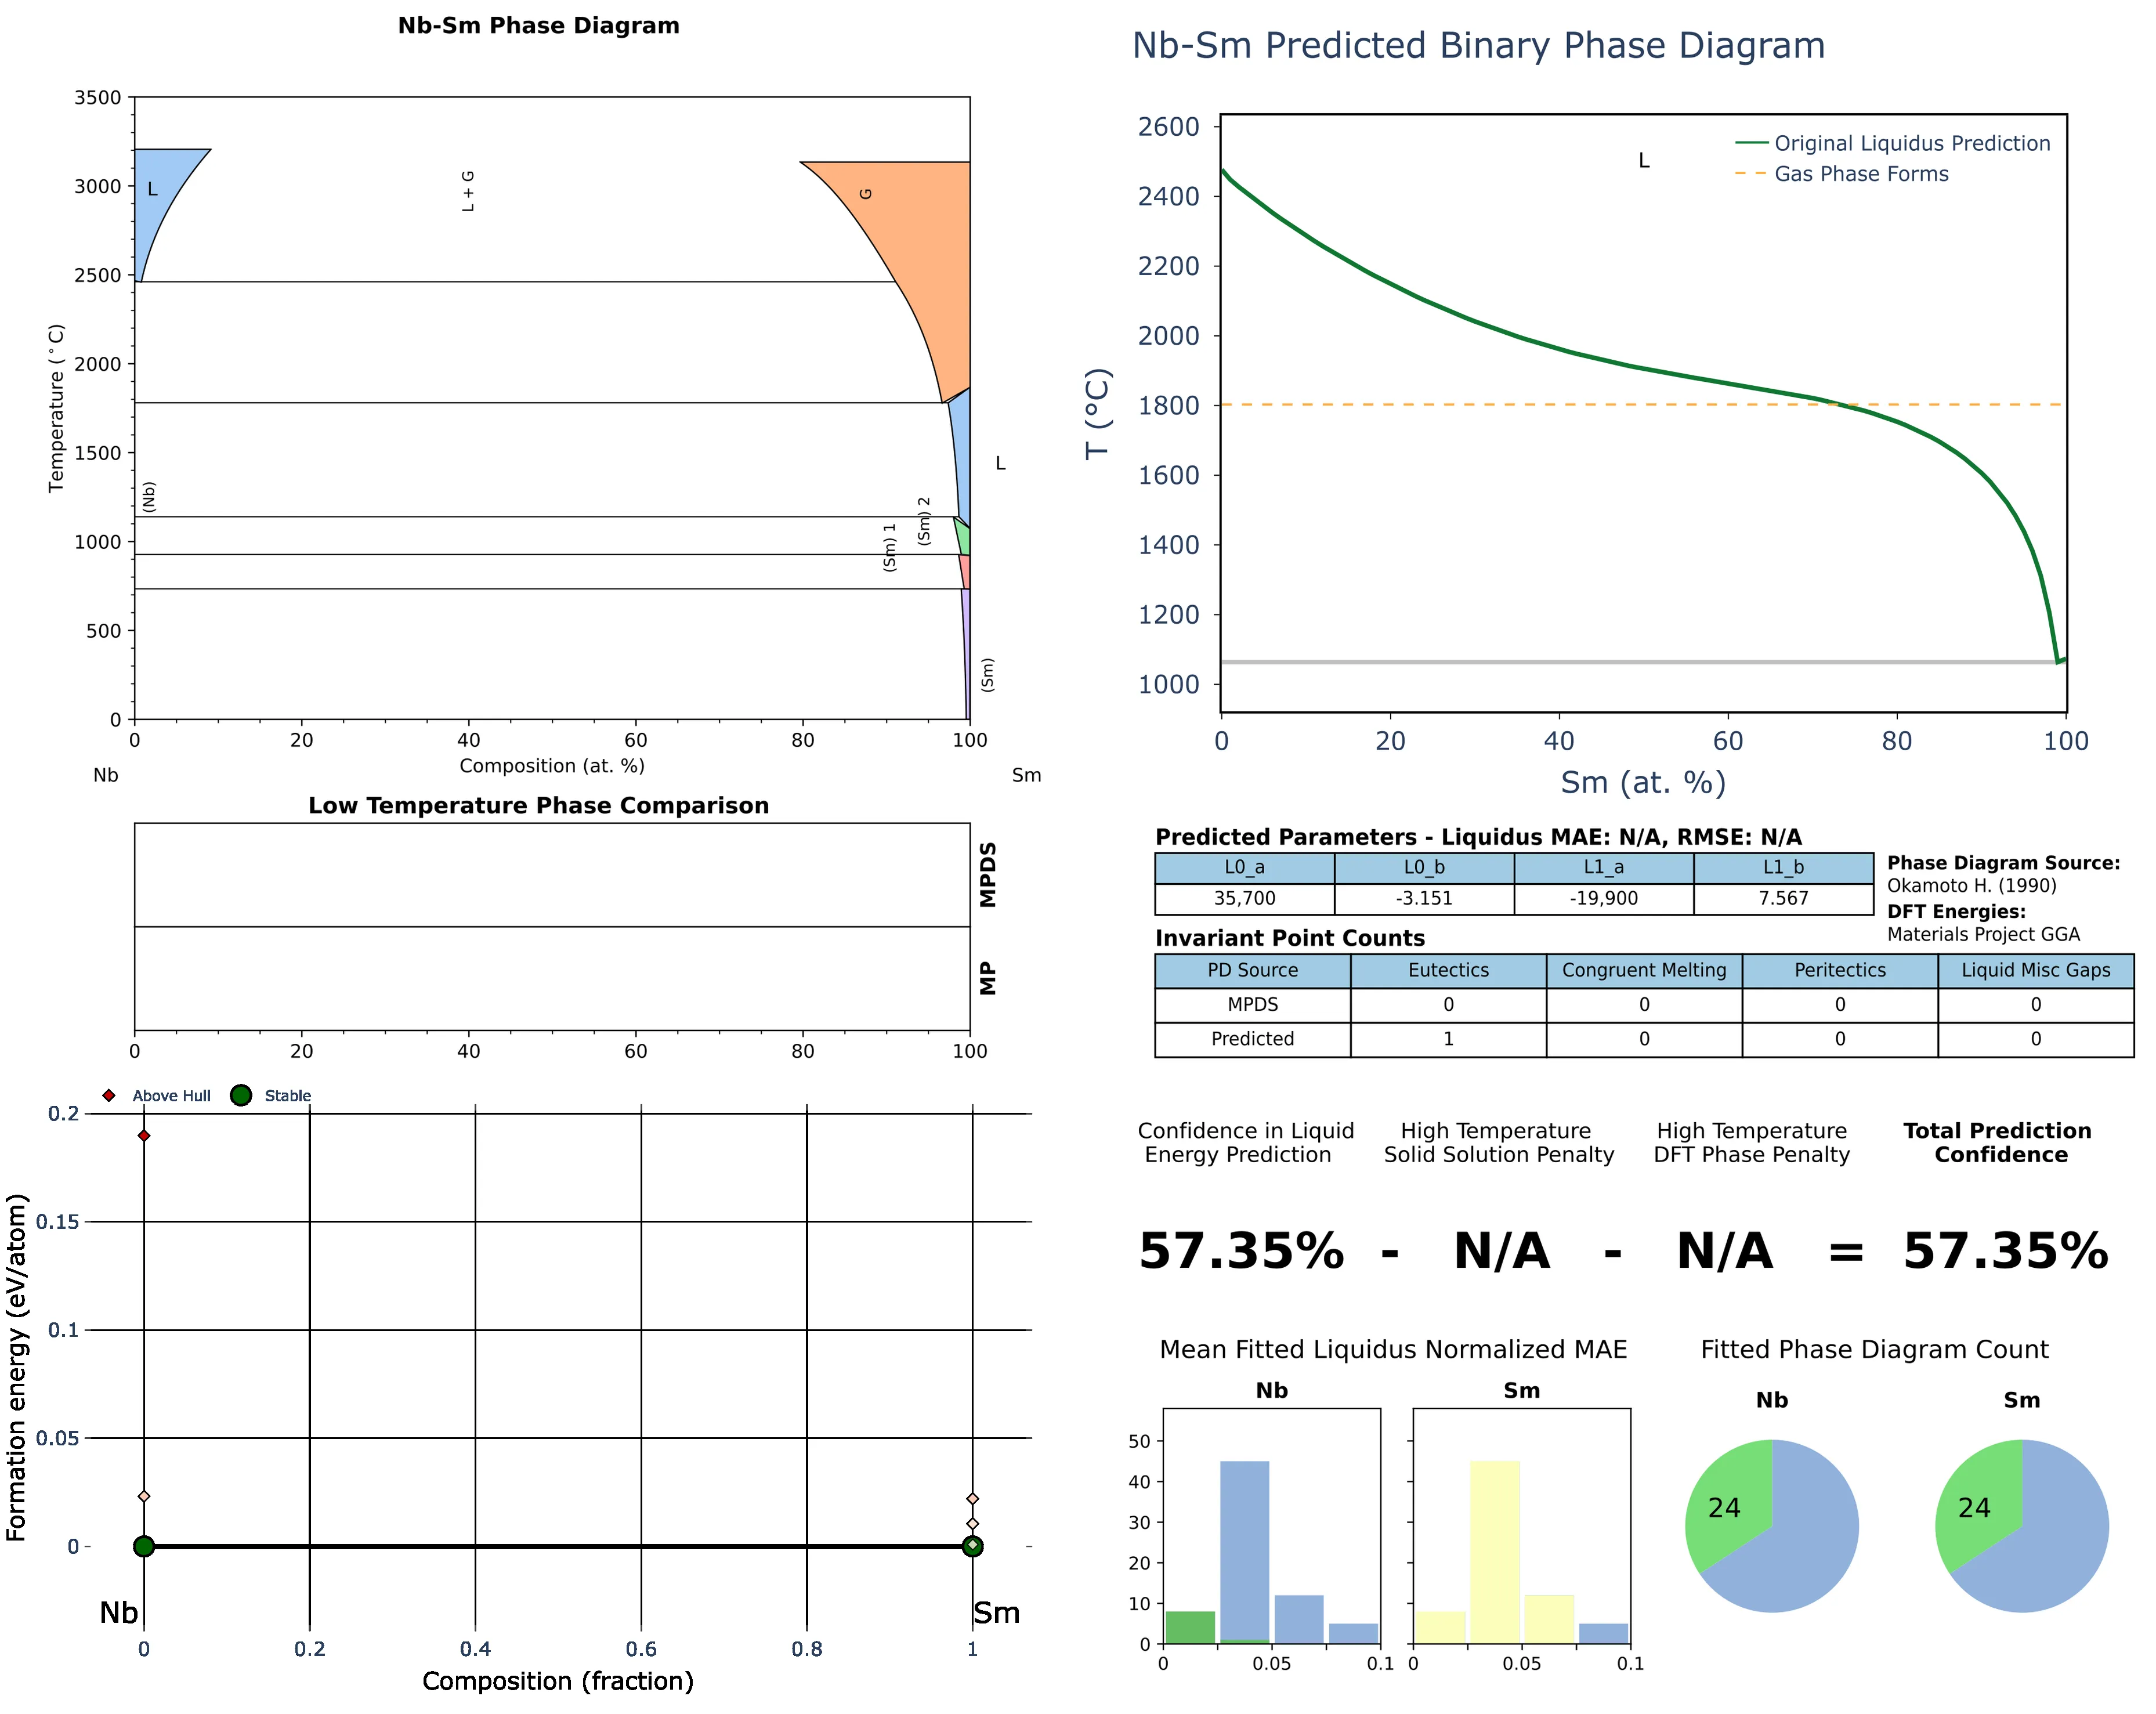 Nb-Sm Phase Diagram
3500
3000
2500
2000
1500
1000
500
0
Temperature (°C)
L
L + G
G
(Nb)
(Sm) 1
(Sm) 2
L
(Sm)
0 20 40 60 80 100
Composition (at. %)
Nb Sm
Low Temperature Phase Comparison
MPDS
MP
0 20 40 60 80 100
Above Hull Stable
0.2
0.15
0.1
0.05
0
Formation energy (eV/atom)
Nb Sm
0 0.2 0.4 0.6 0.8 1
Composition (fraction)
Nb-Sm Predicted Binary Phase Diagram
2600
2400
2200
2000
1800
1600
1400
1200
1000
T (°C)
L
Original Liquidus Prediction
Gas Phase Forms
0 20 40 60 80 100
Sm (at. %)
Predicted Parameters - Liquidus MAE: N/A, RMSE: N/A
L0_a L0_b L1_a L1_b
35,700 -3.151 -19,900 7.567
Phase Diagram Source:
Okamoto H. (1990)
DFT Energies:
Materials Project GGA
Invariant Point Counts
PD Source Eutectics Congruent Melting Peritectics Liquid Misc Gaps
MPDS 0 0 0 0
Predicted 1 0 0 0
Confidence in Liquid
Energy Prediction
High Temperature
Solid Solution Penalty
High Temperature
DFT Phase Penalty
Total Prediction
Confidence
57.35% - N/A - N/A = 57.35%
Mean Fitted Liquidus Normalized MAE
Nb Sm
50
40
30
20
10
0
0 0.05 0.1 0 0.05 0.1
Fitted Phase Diagram Count
Nb Sm
24 24